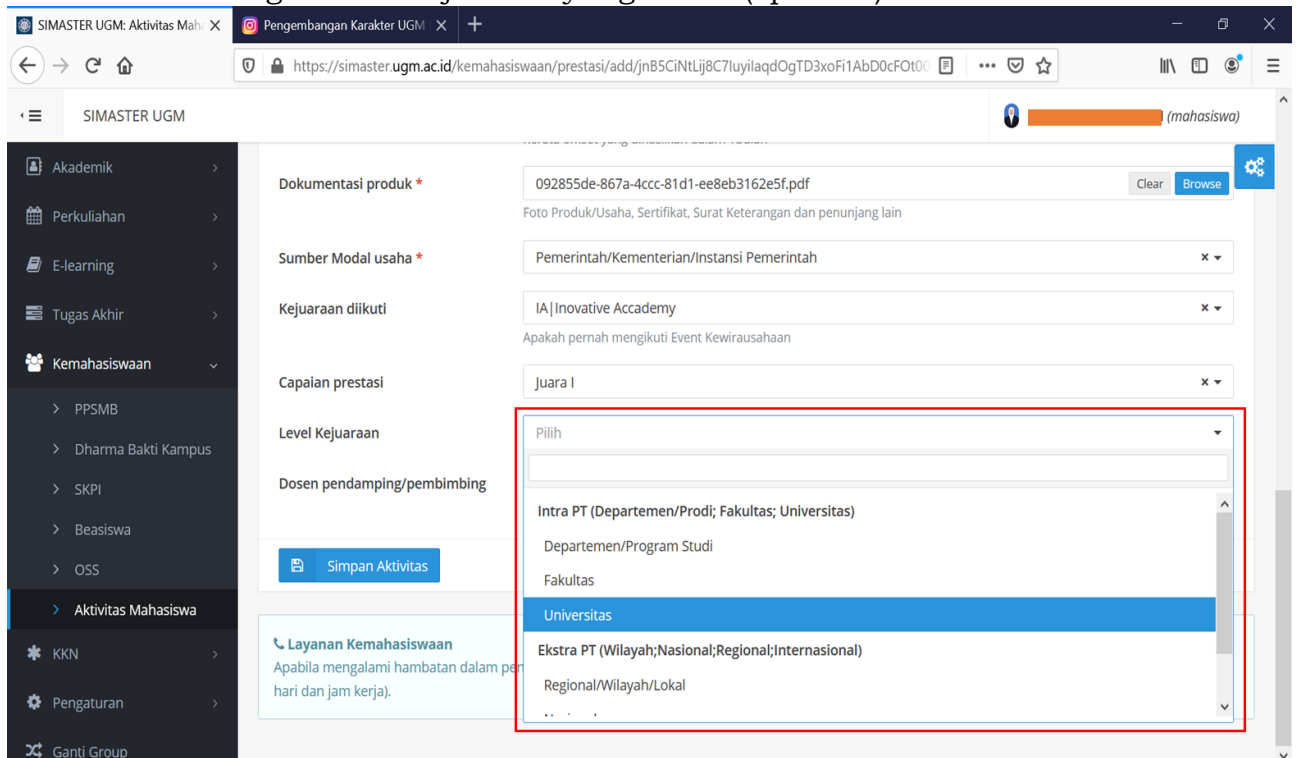 SIMASTER UGM: Aktivitas Maha
Pengembangan Karakter UGM
https://simaster.ugm.ac.id/kemahasiswaan/prestasi/add/jnB5CiNtLij8C7IuyilaqdOgTD3xoFi1AbD0cFOt00
SIMASTER UGM
(mahasiswa)
Akademik
Perkuliahan
E-learning
Tugas Akhir
Kemahasiswaan
PPSMB
Dharma Bakti Kampus
SKPI
Beasiswa
OSS
Aktivitas Mahasiswa
KKN
Pengaturan
Ganti Group
Dokumentasi produk *
092855de-867a-4ccc-81d1-ee8eb3162e5f.pdf
Clear Browse
Foto Produk/Usaha, Sertifikat, Surat Keterangan dan penunjang lain
Sumber Modal usaha *
Pemerintah/Kementerian/Instansi Pemerintah
Kejuaraan diikuti
IA|Inovative Accademy
Apakah pernah mengikuti Event Kewirausahaan
Capaian prestasi
Juara I
Level Kejuaraan
Pilih
Dosen pendamping/pembimbing
Intra PT (Departemen/Prodi; Fakultas; Universitas)
Departemen/Program Studi
Fakultas
Universitas
Ekstra PT (Wilayah;Nasional;Regional;Internasional)
Regional/Wilayah/Lokal
Simpan Aktivitas
Layanan Kemahasiswaan
Apabila mengalami hambatan dalam
hari dan jam kerja).